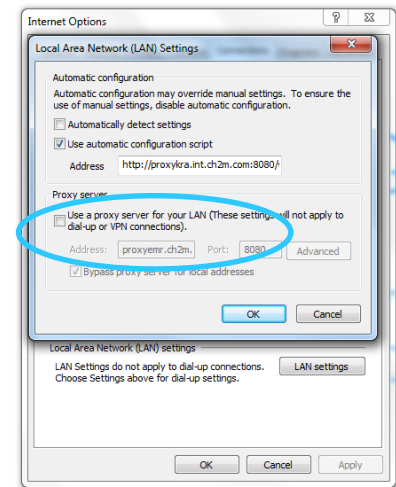 Internet Options
Local Area Network (LAN) Settings
Automatic configuration
Automatic configuration may override manual settings. To ensure the
use of manual settings, disable automatic configuration.
Automatically detect settings
Use automatic configuration script
Address http://proxykra.int.ch2m.com:8080/
Proxy server
Use a proxy server for your LAN (These settings will not apply to
dial-up or VPN connections).
Address: proxyemr.ch2m. Port: 8080 Advanced
Bypass proxy server for local addresses
OK Cancel
Local Area Network (LAN) settings
LAN Settings do not apply to dial-up connections. LAN settings
Choose Settings above for dial-up settings.
OK Cancel Apply